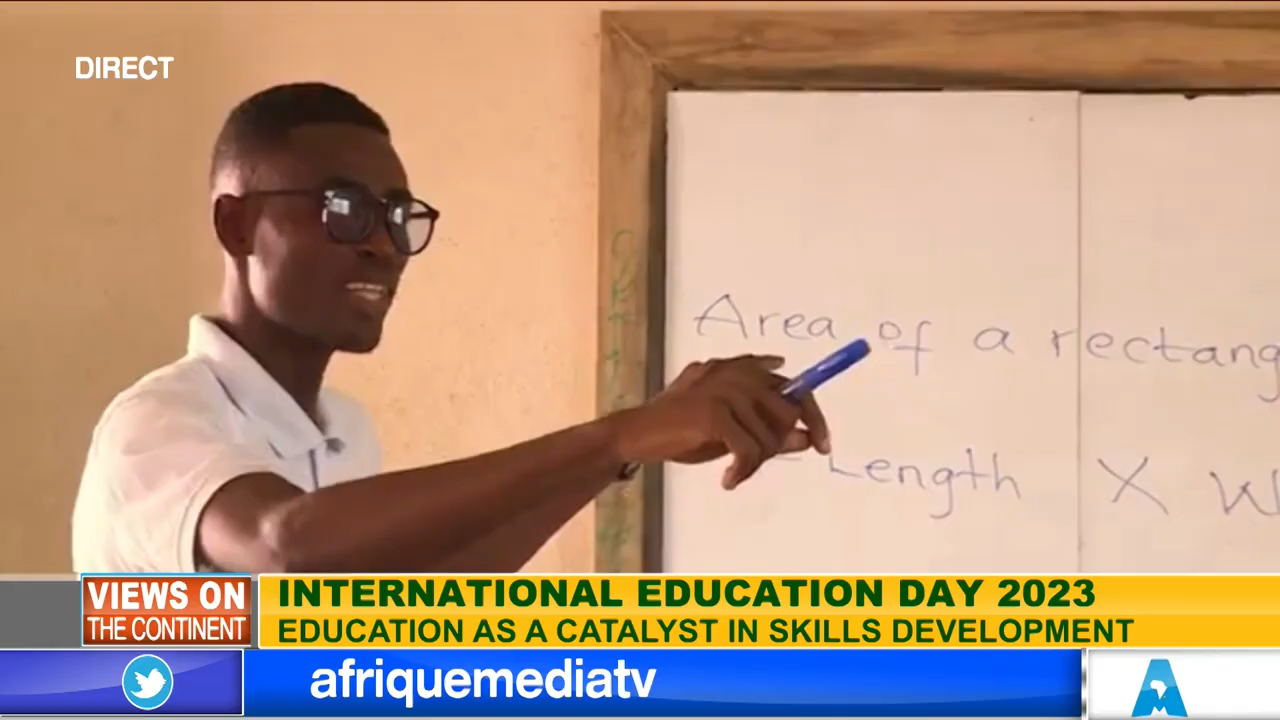 DIRECT
Area of a rectang
Length X W
VIEWS ON
THE CONTINENT
INTERNATIONAL EDUCATION DAY 2023
EDUCATION AS A CATALYST IN SKILLS DEVELOPMENT
afriquemediatv